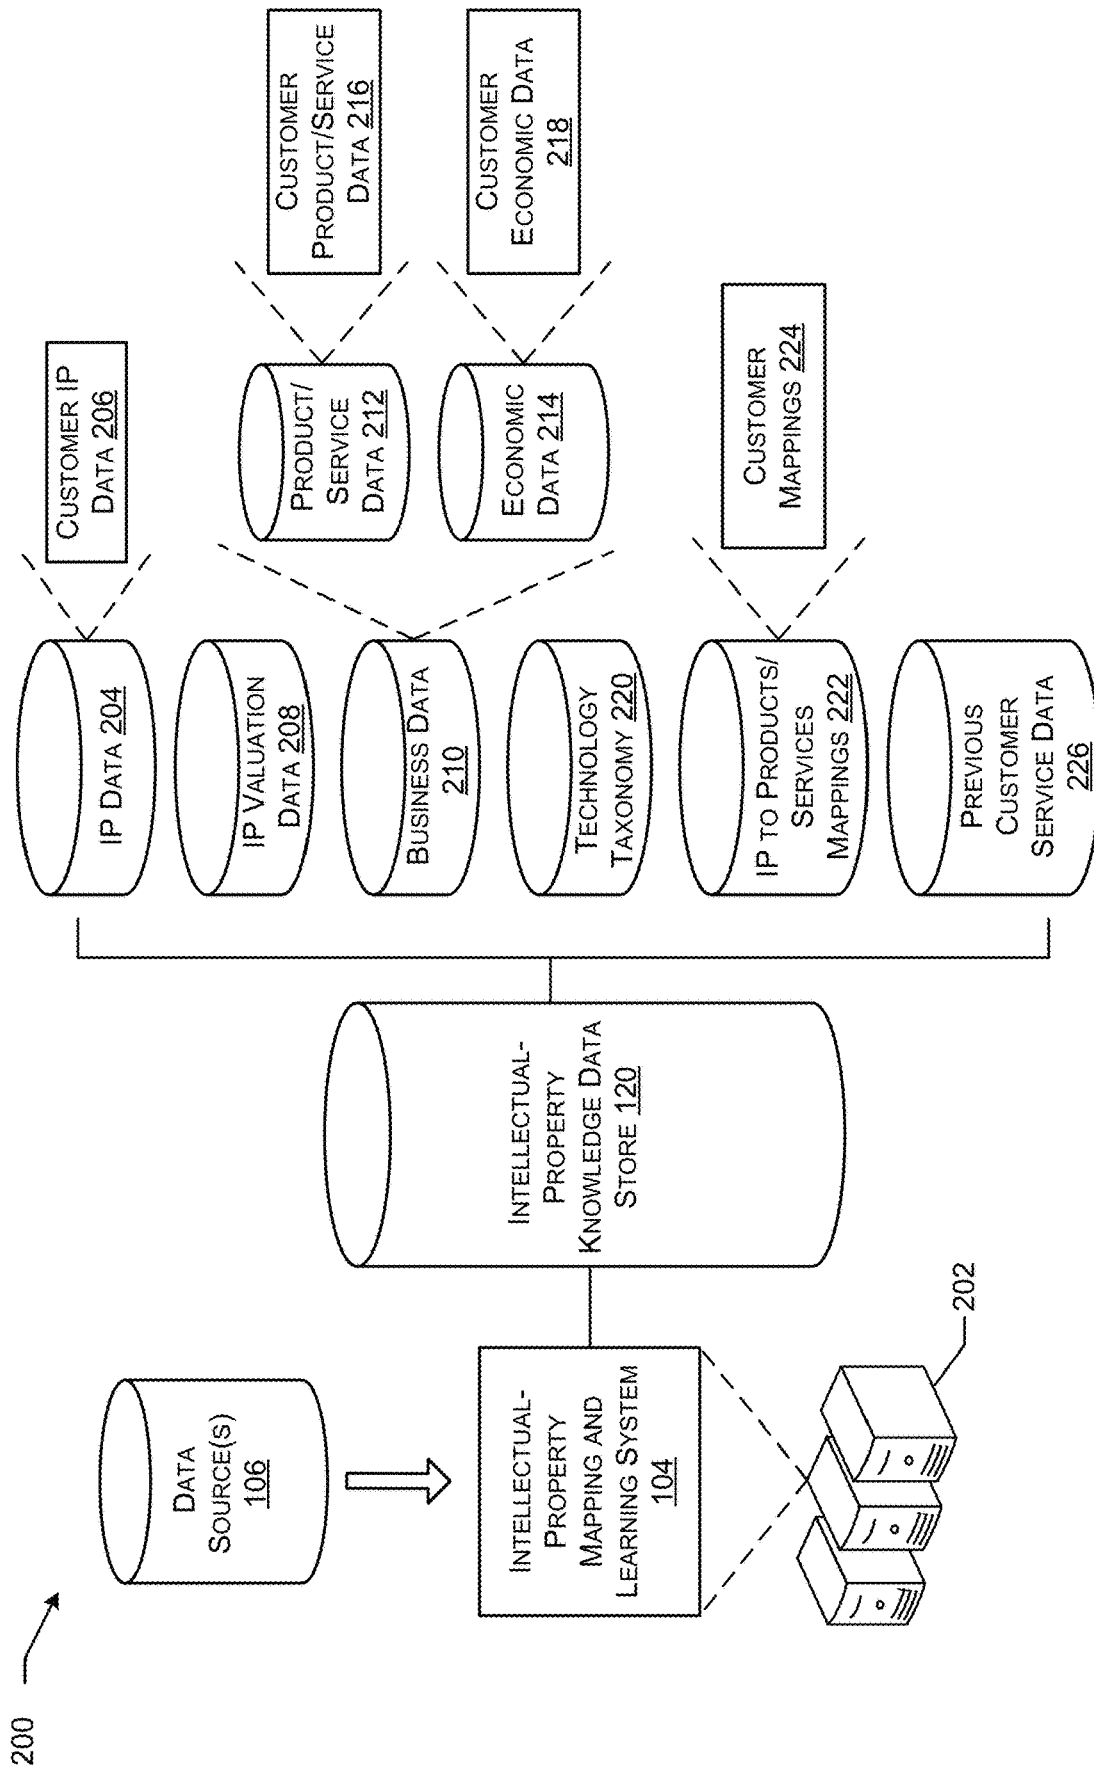 200
DATA
SOURCE(S)
106
INTELLECTUAL-
PROPERTY
MAPPING AND
LEARNING SYSTEM
104
202
INTELLECTUAL-
PROPERTY
KNOWLEDGE DATA
STORE 120
IP DATA 204
CUSTOMER IP
DATA 206
IP VALUATION
DATA 208
BUSINESS DATA
210
PRODUCT/
SERVICE
DATA 212
CUSTOMER
PRODUCT/SERVICE
DATA 216
ECONOMIC
DATA 214
CUSTOMER
ECONOMIC DATA
218
TECHNOLOGY
TAXONOMY 220
IP TO PRODUCTS/
SERVICES
MAPPINGS 222
CUSTOMER
MAPPINGS 224
PREVIOUS
CUSTOMER
SERVICE DATA
226